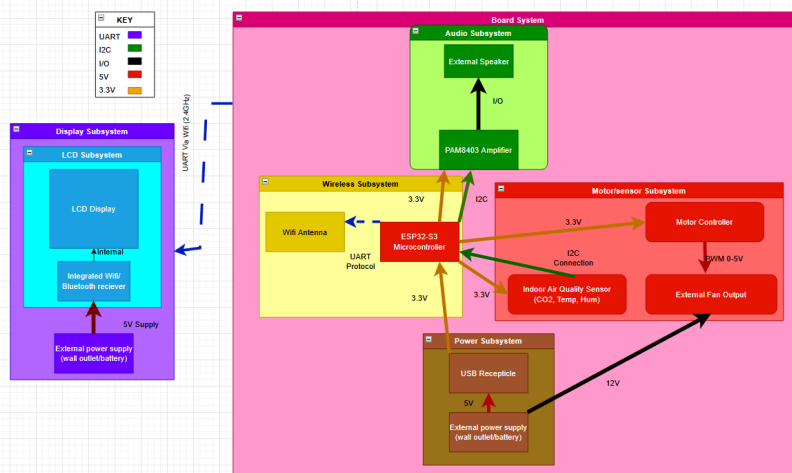 KEY
UART
I2C
I/O
5V
3.3V
Board System
Audio Subsystem
External Speaker
I/O
PAM8403 Amplifier
UART Via Wifi (2.4GHz)
Display Subsystem
LCD Subsystem
LCD Display
Internal
Integrated Wifi/
Bluetooth reciever
5V Supply
External power supply
(wall outlet/battery)
Wireless Subsystem
3.3V
I2C
Wifi Antenna
ESP32-S3
Microcontroller
UART
Protocol
3.3V
Motor/sensor Subsystem
3.3V
Motor Controller
I2C
Connection
PWM 0-5V
3.3V
Indoor Air Quality Sensor
(CO2, Temp, Hum)
External Fan Output
Power Subsystem
USB Recepticle
5V
12V
External power supply
(wall outlet/battery)